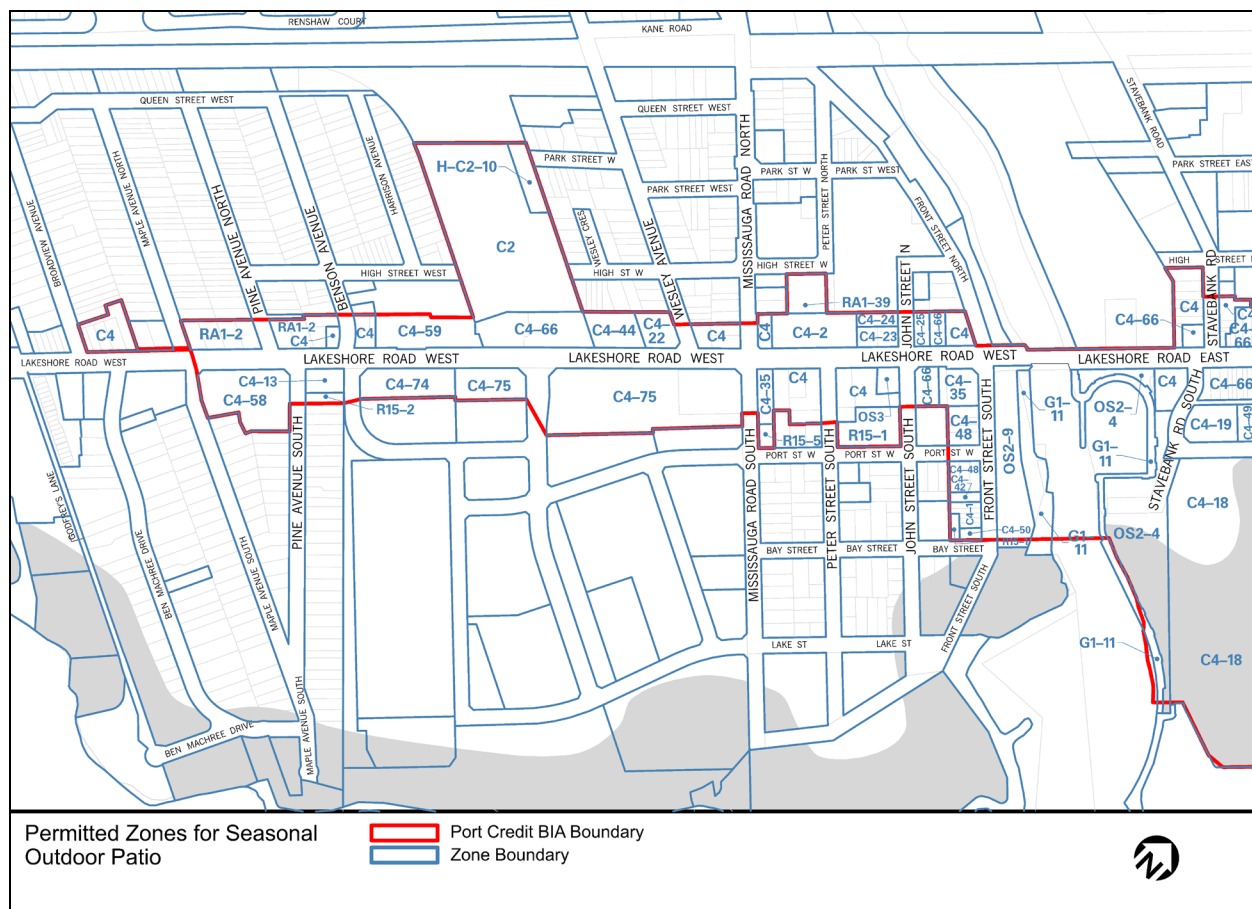 RENSHAW COURT
KANE ROAD
QUEEN STREET WEST
QUEEN STREET WEST
STAVEBANK ROAD
MISSISSAUGA ROAD NORTH
PARK STREET W
PARK ST W
PARK ST WEST
PARK STREET EAST
H-C2-10
PARK STREET WEST
BROADVIEW AVENUE
MAPLE AVENUE NORTH
PINE AVENUE NORTH
BENSON AVENUE
HARRISON AVENUE
C2
WESLEY CRES
WESLEY AVENUE
PETER STREET NORTH
FRONT STREET NORTH
JOHN STREET N
HIGH STREET WEST
HIGH ST W
HIGH STREET W
HIGH
STREET
STAVEBANK RD
RA1-39
C4
RA1-2
RA1-2
C4
C4
C4-59
C4-66
C4-44
C4-22
C4
C4
C4-2
C4-24
C4-23
C4-25
C4-66
C4
C4-66
C4
LAKESHORE ROAD WEST
LAKESHORE ROAD WEST
LAKESHORE ROAD WEST
LAKESHORE ROAD WEST
LAKESHORE ROAD EAST
C4-13
C4-58
R15-2
C4-74
C4-75
C4-75
C4-35
C4
C4
OS3
R15-5
R15-1
C4-66
C4-35
C4-48
G1-11
OS2-4
C4
C4-66
C4-19
C4-49
OS2-9
G1-11
PORT ST W
PORT ST W
PORT ST W
STAVEBANK RD SOUTH
C4-48
C4-42
C4-1
C4-50
C4-18
GODFREY'S LANE
BEN MACHREE DRIVE
MAPLE AVENUE SOUTH
PINE AVENUE SOUTH
MISSISSAUGA ROAD SOUTH
PETER STREET SOUTH
JOHN STREET SOUTH
FRONT STREET SOUTH
BAY STREET
BAY STREET
BAY STREET
G1-11
OS2-4
LAKE ST
LAKE ST
FRONT STREET SOUTH
G1-11
C4-18
BEN MACHREE DRIVE
MAPLE AVENUE SOUTH
Permitted Zones for Seasonal
Outdoor Patio
Port Credit BIA Boundary
Zone Boundary
N